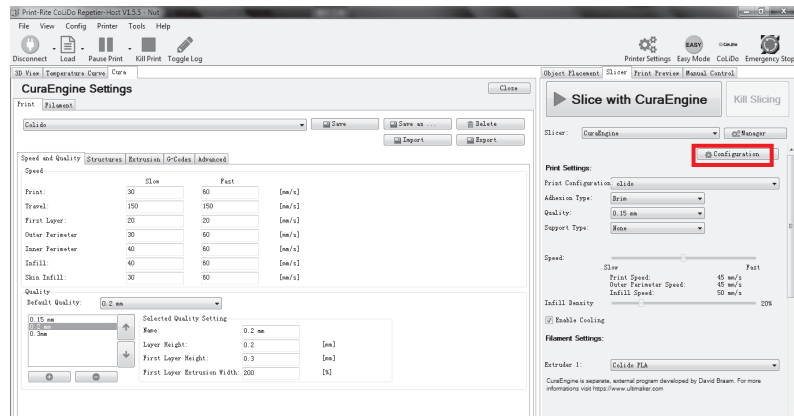 Print-Rite CoLiDo Repetier-Host V1.5.5 - Nut
File View Config Printer Tools Help
Disconnect Load Pause Print Kill Print Toggle Log Printer Settings Easy Mode CoLiDo Emergency Stop
EASY
3D View Temperature Curve Cura
Object Placement Slicer Print Preview Manual Control
CuraEngine Settings
Close
Print Filament
Colido
Save Save as ... Delete
Import Export
Speed and Quality Structures Extrusion G-Codes Advanced
Speed
Slow Fast
Print: 30 60 [mm/s]
Travel: 150 150 [mm/s]
First Layer: 20 20 [mm/s]
Outer Perimeter 30 60 [mm/s]
Inner Perimeter 40 60 [mm/s]
Infill: 40 60 [mm/s]
Skin Infill: 30 60 [mm/s]
Quality
Default Quality: 0.2 mm
0.15 mm
0.2 mm
0.3mm
Selected Quality Setting
Name: 0.2 mm
Layer Height: 0.2 [mm]
First Layer Height: 0.3 [mm]
First Layer Extrusion Width: 200 [%]
Slice with CuraEngine
Kill Slicing
Slicer: CuraEngine Manager
Configuration
Print Settings:
Print Configuration: olido
Adhesion Type: Brim
Quality: 0.15 mm
Support Type: None
Speed:
Slow Fast
Print Speed: 45 mm/s
Outer Perimeter Speed: 45 mm/s
Infill Speed: 50 mm/s
Infill Density 20%
Enable Cooling
Filament Settings:
Extruder 1: Colido PLA
CuraEngine is separate, external program developed by David Braam. For more
informations visit https://www.ultimaker.com